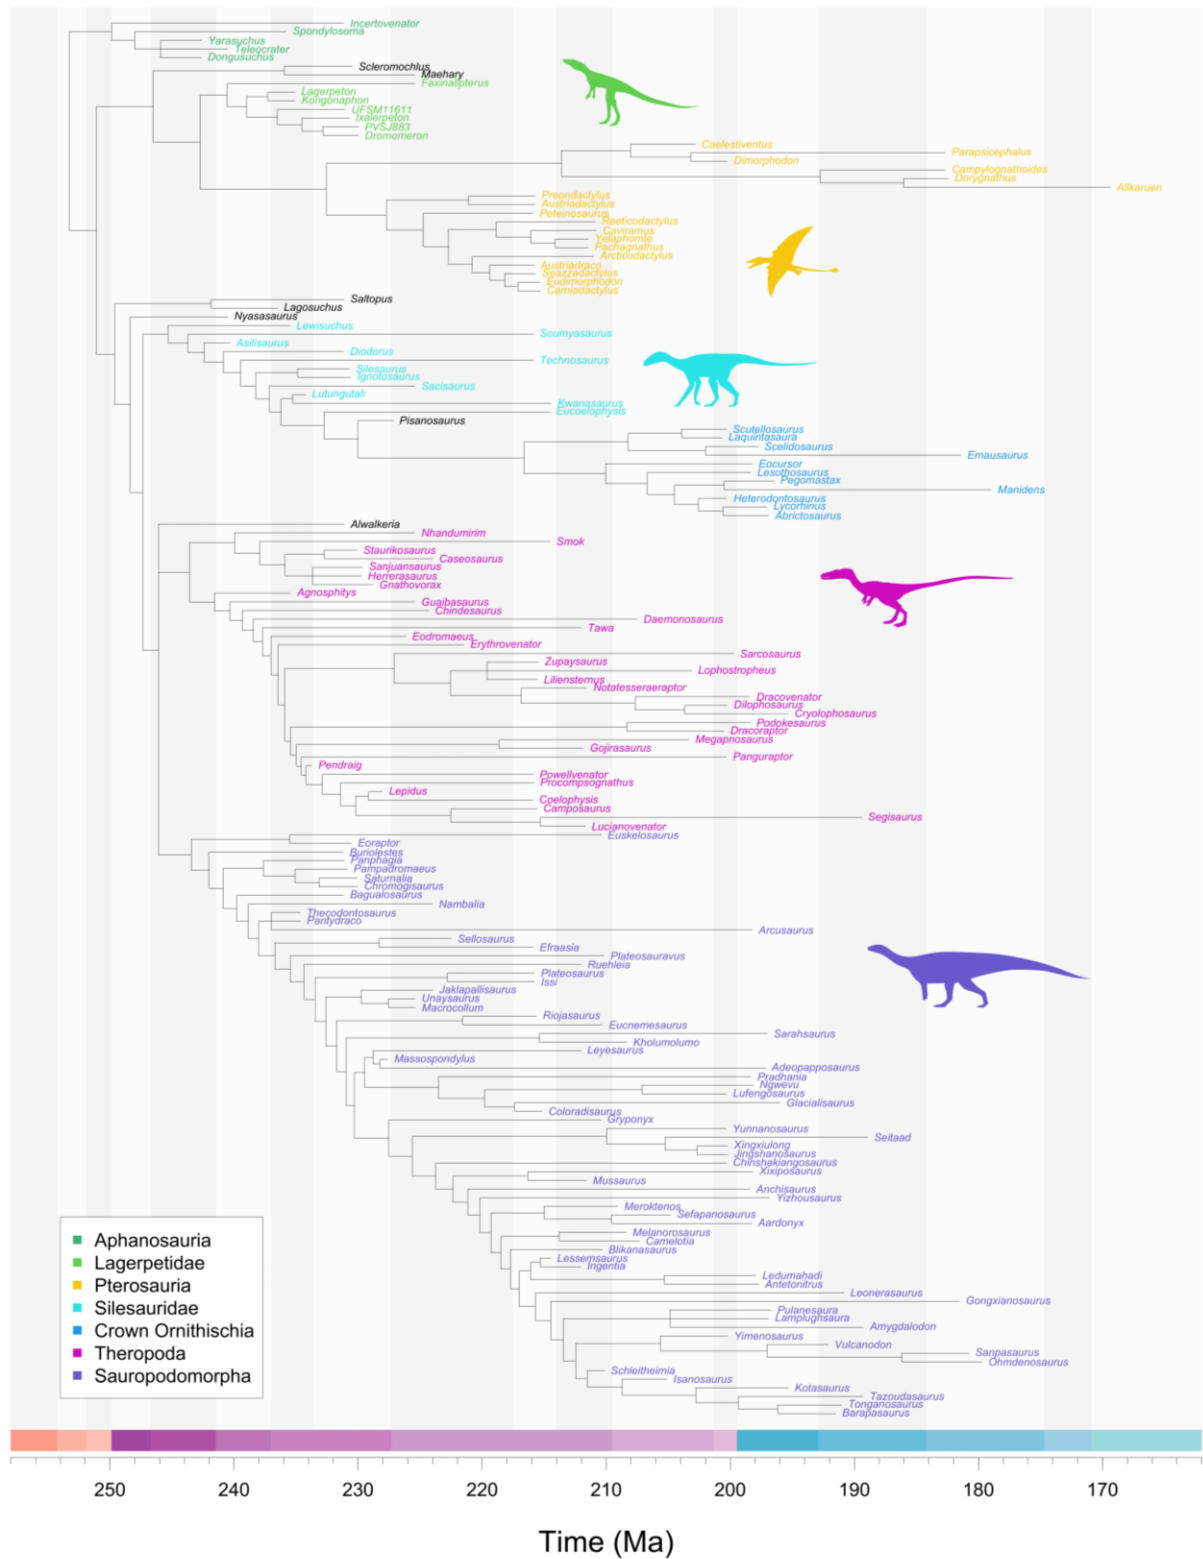 Incertovenator
Spondylosoma
Yarasuchus
Teleocrater
Dongusuchus
Scleromochlus
Maehary
Faxinalipterus
Lagerpeton
Kongonaphon
UFSM11611
Ixalerpeton
PVSJ883
Dromomeron
Caelestiventus
Parapsicephalus
Dimorphodon
Campylognathoides
Dorygnathus
Allkaruen
Preondactylus
Austriadactylus
Peteinosaurus
Raeticodactylus
Caviramus
Yelaphomte
Pachagnathus
Arcticodactylus
Austriadraco
Seazzadactylus
Eudimorphodon
Carniadactylus
Saltopus
Lagosuchus
Nyasasaurus
Lewisuchus
Soumyasaurus
Asilisaurus
Diodorus
Technosaurus
Silesaurus
Ignotosaurus
Sacisaurus
Lutungutali
Kwanasaurus
Eucoelophysis
Pisanosaurus
Scutellosaurus
Laquintasaura
Scelidosaurus
Emausaurus
Eocursor
Lesothosaurus
Pegomastax
Manidens
Heterodontosaurus
Lycorhinus
Abrictosaurus
Alwalkeria
Nhandumirim
Smok
Staurikosaurus
Caseosaurus
Sanjuansaurus
Herrerasaurus
Gnathovorax
Agnosphitys
Guaibasaurus
Chindesaurus
Daemonosaurus
Tawa
Eodromaeus
Erythrovenator
Sarcosaurus
Zupaysaurus
Lophostropheus
Liliensternus
Notatesseraeraptor
Dracovenator
Dilophosaurus
Cryolophosaurus
Podokesaurus
Dracoraptor
Megapnosaurus
Gojirasaurus
Panguraptor
Pendraig
Powellvenator
Procompsognathus
Lepidus
Coelophysis
Camposaurus
Segisaurus
Lucianovenator
Euskelosaurus
Eoraptor
Buriolestes
Panphagia
Pampadromaeus
Saturnalia
Chromogisaurus
Bagualosaurus
Nambalia
Thecodontosaurus
Pantydraco
Arcusaurus
Sellosaurus
Efraasia
Plateosauravus
Ruehleia
Plateosaurus
Issi
Jaklapallisaurus
Unaysaurus
Macrocollum
Riojasaurus
Eucnemesaurus
Sarahsaurus
Kholumolumo
Leyesaurus
Massospondylus
Adeopapposaurus
Pradhania
Ngwevu
Lufengosaurus
Glacialisaurus
Coloradisaurus
Gryponyx
Yunnanosaurus
Seitaad
Xingxiulong
Jingshanosaurus
Chinshakiangosaurus
Xixiposaurus
Mussaurus
Anchisaurus
Yizhousaurus
Meroktenos
Sefapanosaurus
Aardonyx
Melanorosaurus
Camelotia
Blikanasaurus
Lessemsaurus
Ingentia
Ledumahadi
Antetonitrus
Leonerasaurus
Gongxianosaurus
Pulanesaura
Lamplughsaura
Amygdalodon
Yimenosaurus
Vulcanodon
Sanpasaurus
Ohmdenosaurus
Schleitheimia
Isanosaurus
Kotasaurus
Tazoudasaurus
Tonganosaurus
Barapasaurus
Aphanosauria
Lagerpetidae
Pterosauria
Silesauridae
Crown Ornithischia
Theropoda
Sauropodomorpha
250 240 230 220 210 200 190 180 170
Time (Ma)